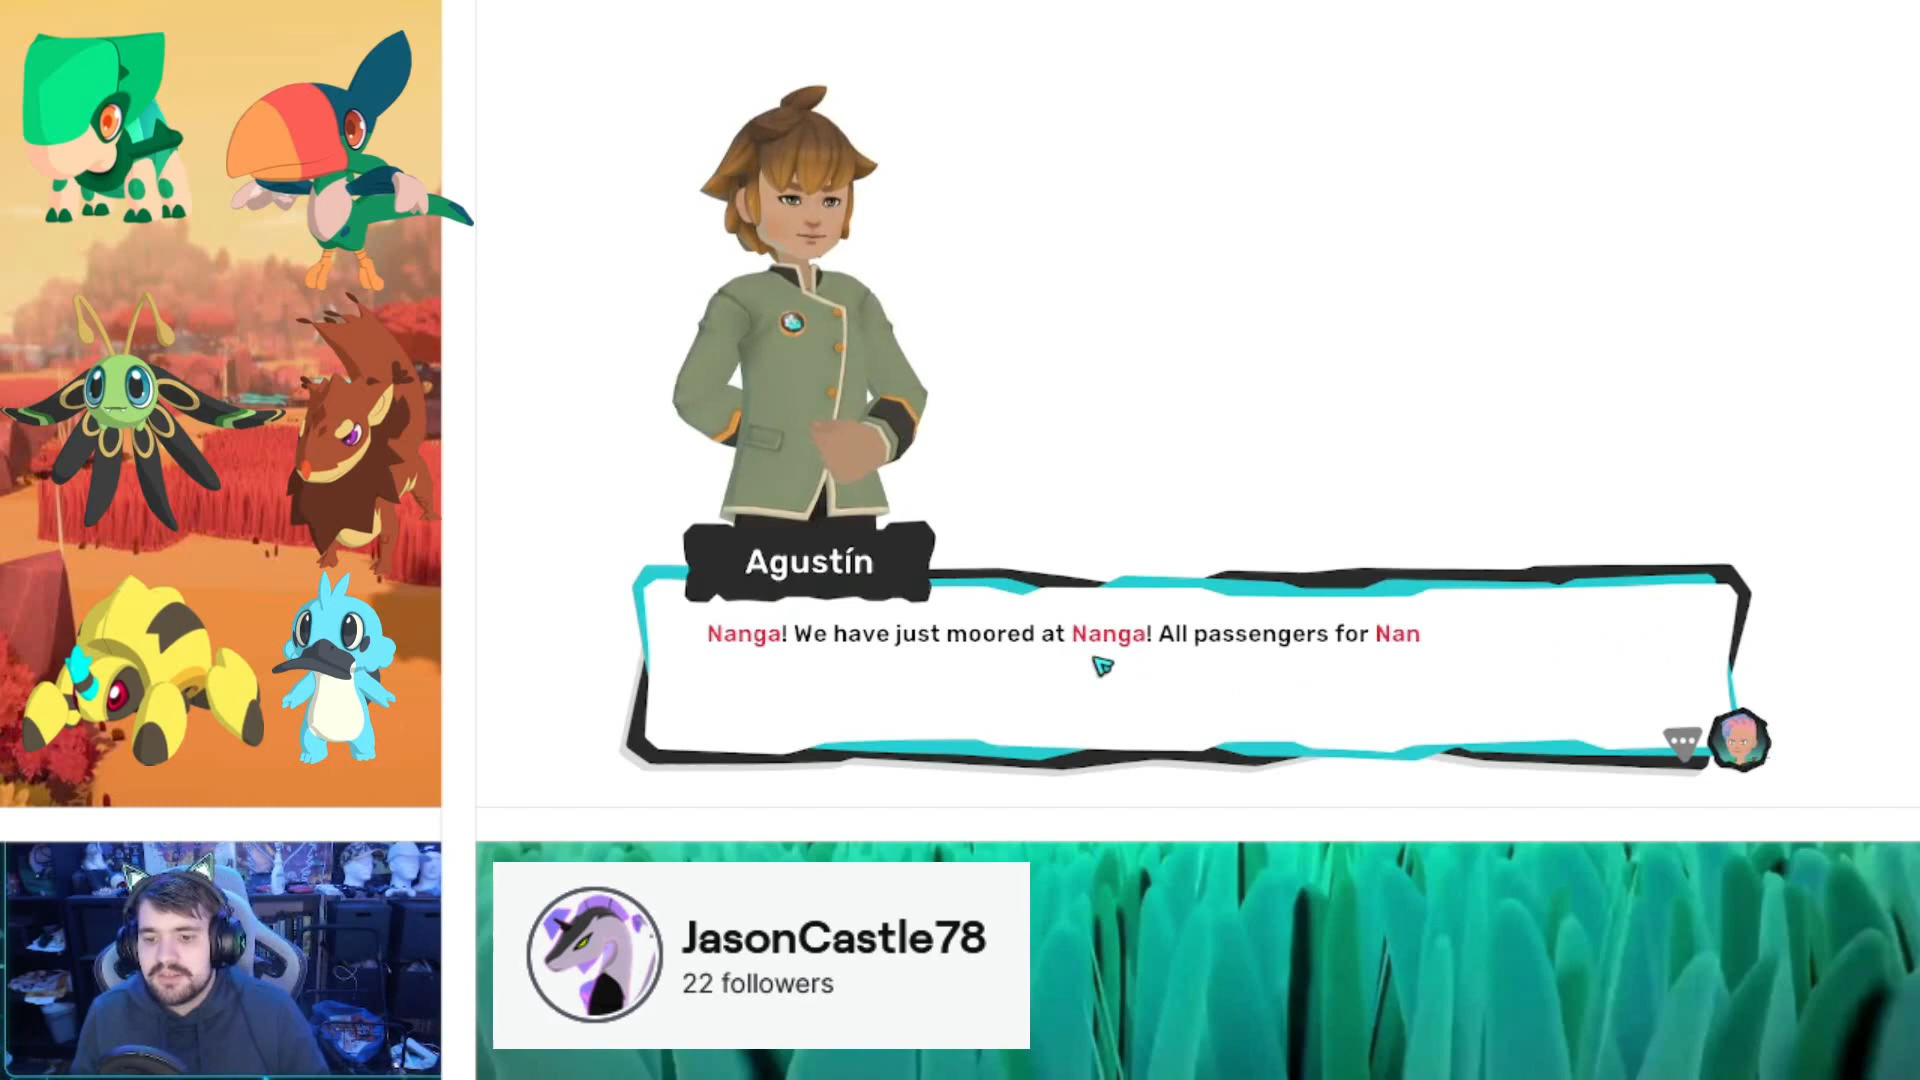 Agustín
Nanga! We have just moored at Nanga! All passengers for Nan
JasonCastle78
22 followers